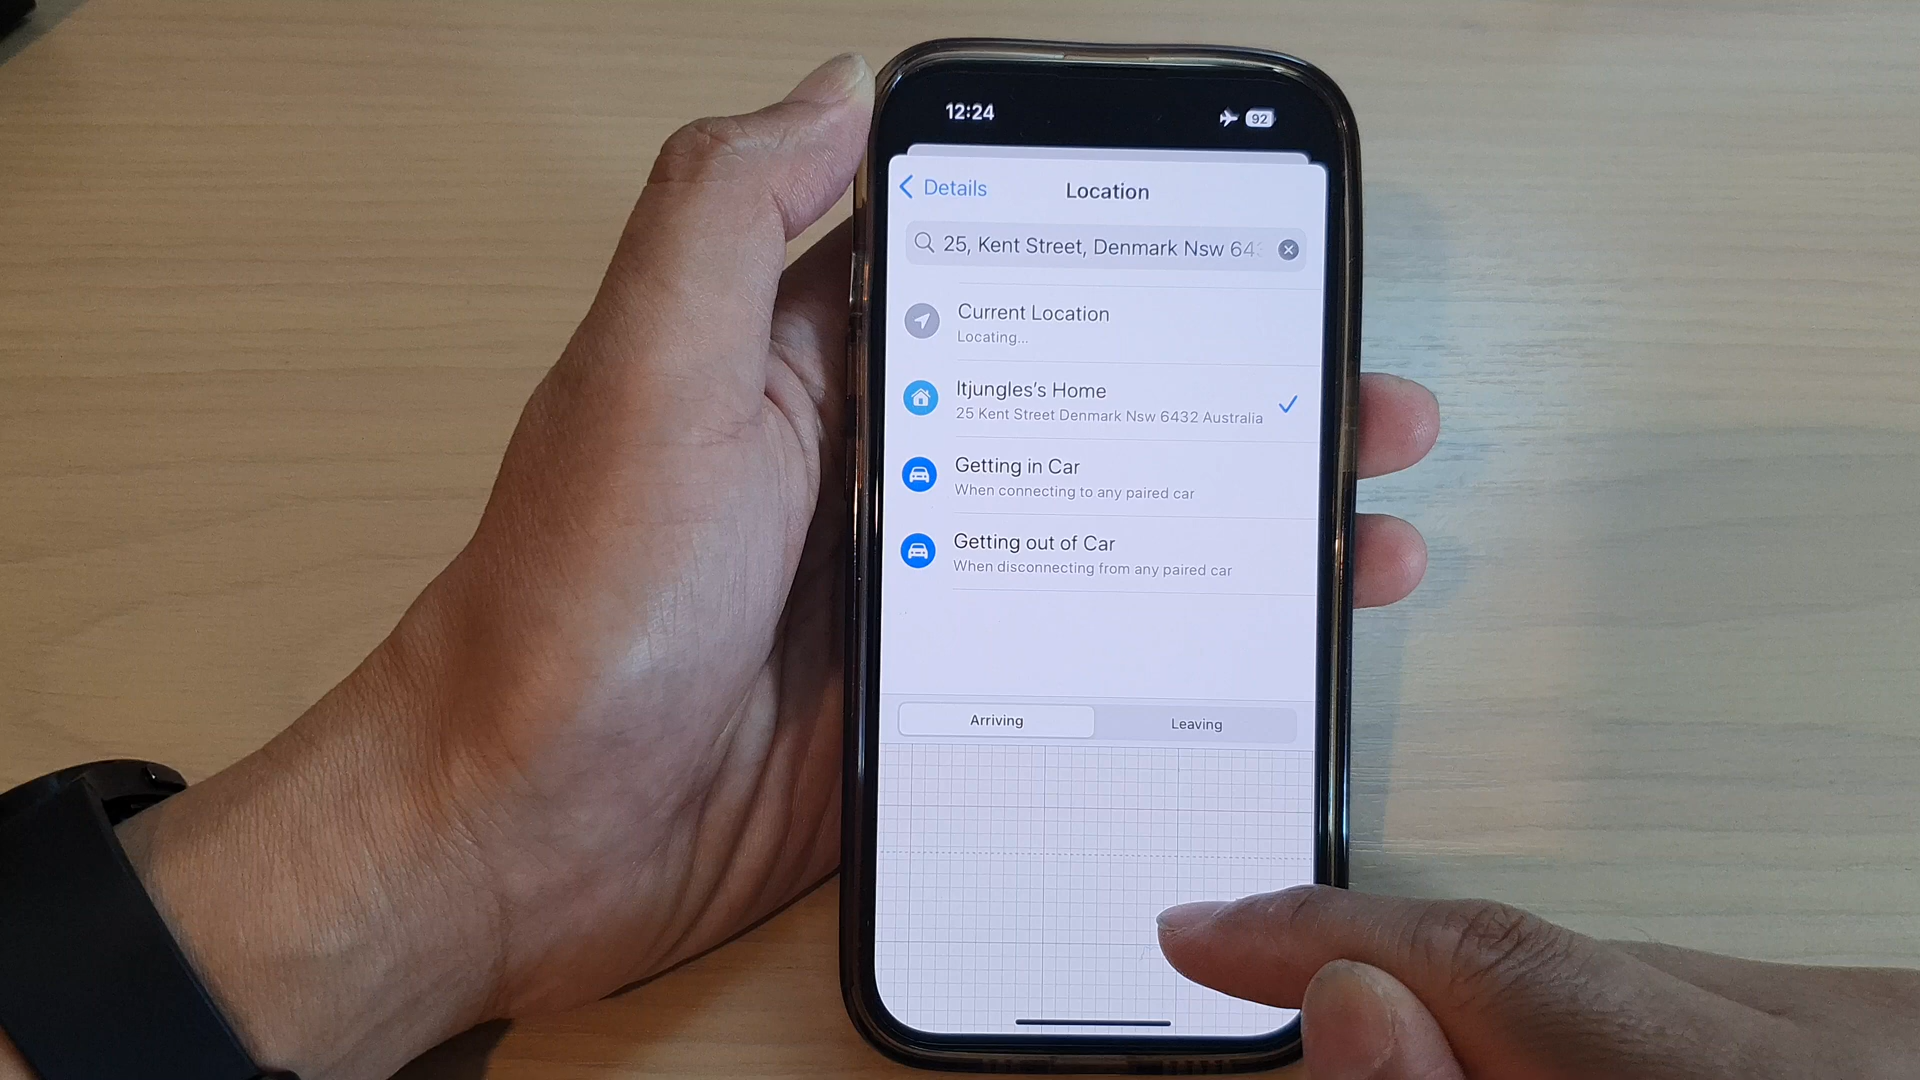 12:24
92
Details
Location
25, Kent Street, Denmark Nsw 643
Current Location
Locating...
Itjungles's Home
25 Kent Street Denmark Nsw 6432 Australia
Getting in Car
When connecting to any paired car
Getting out of Car
When disconnecting from any paired car
Arriving
Leaving